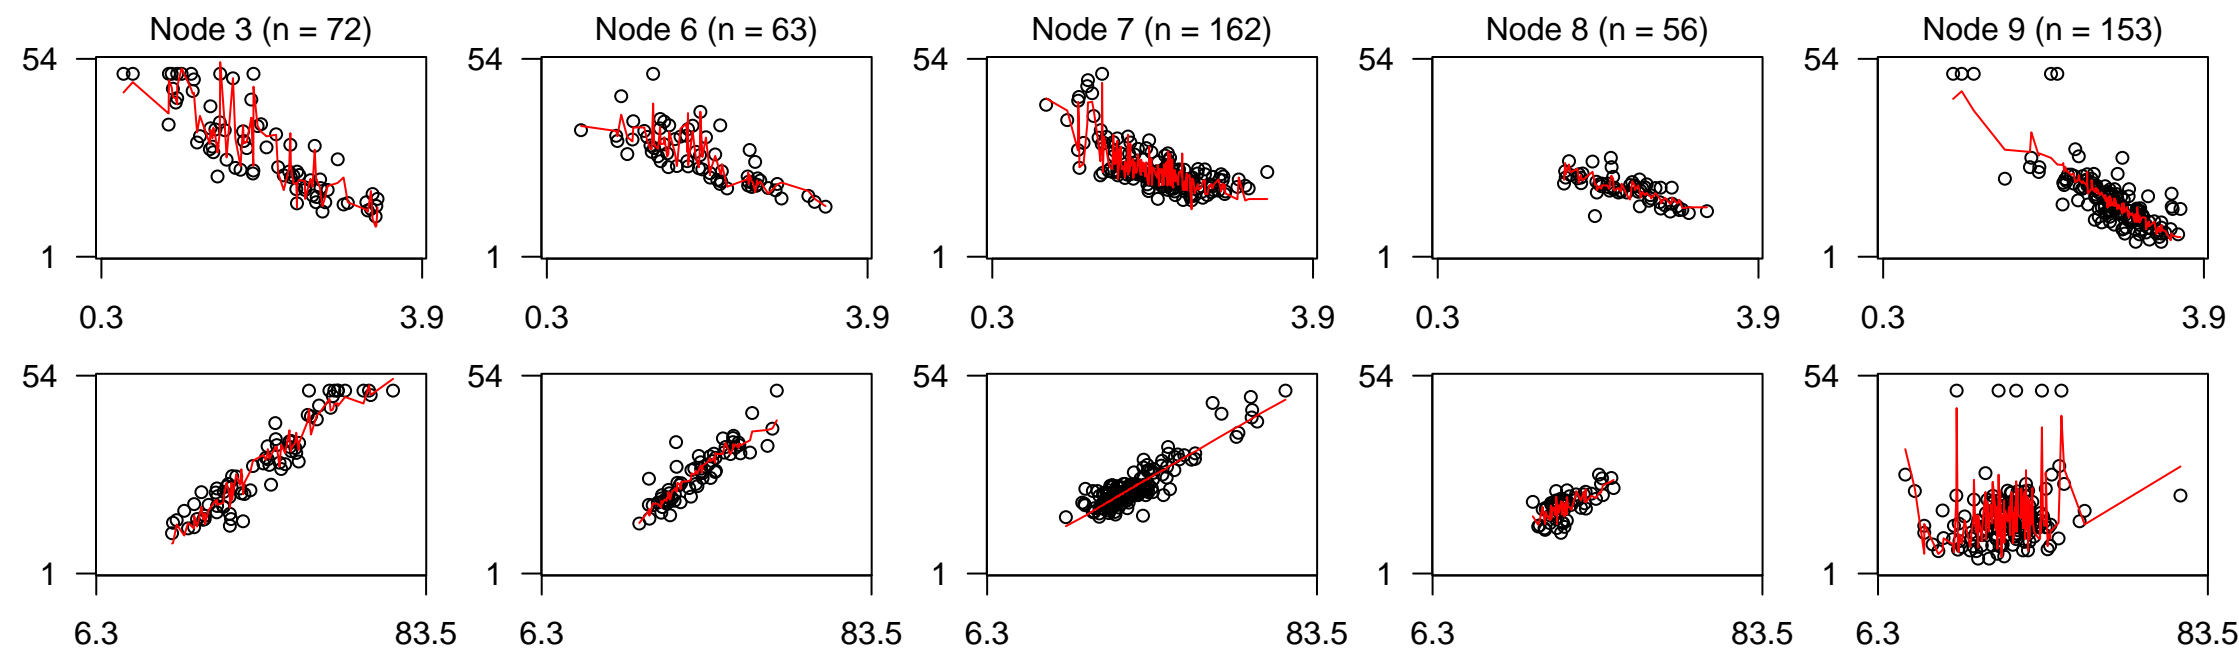 Node 3 (n = 72) Node 6 (n = 63) Node 7 (n = 162) Node 8 (n = 56) Node 9 (n = 153)
54 54 54 54 54
1 1 1 1 1
0.3 3.9 0.3 3.9 0.3 3.9 0.3 3.9 0.3 3.9
54 54 54 54 54
1 1 1 1 1
6.3 83.5 6.3 83.5 6.3 83.5 6.3 83.5 6.3 83.5